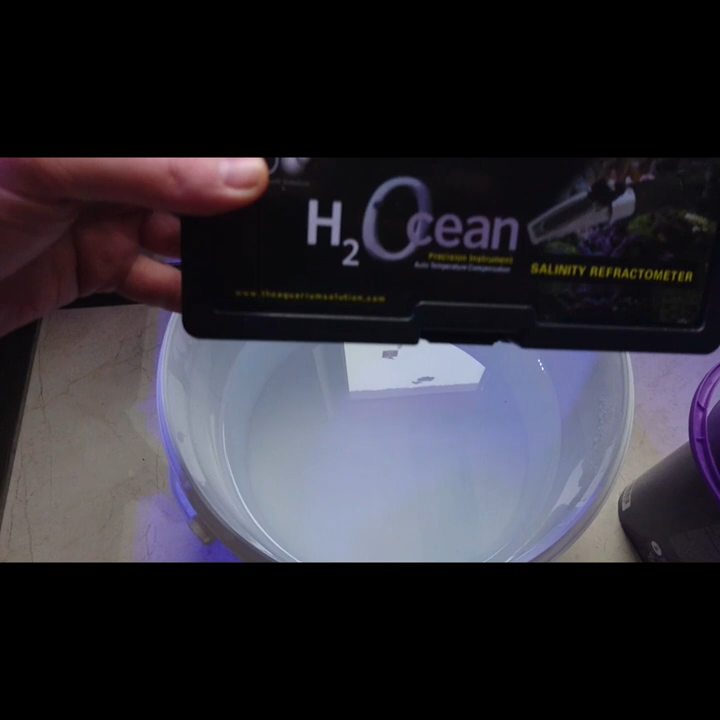 H2Ocean
Precision Instrument
Auto Temperature Compensation
SALINITY REFRACTOMETER
www.theaquariumsolution.com